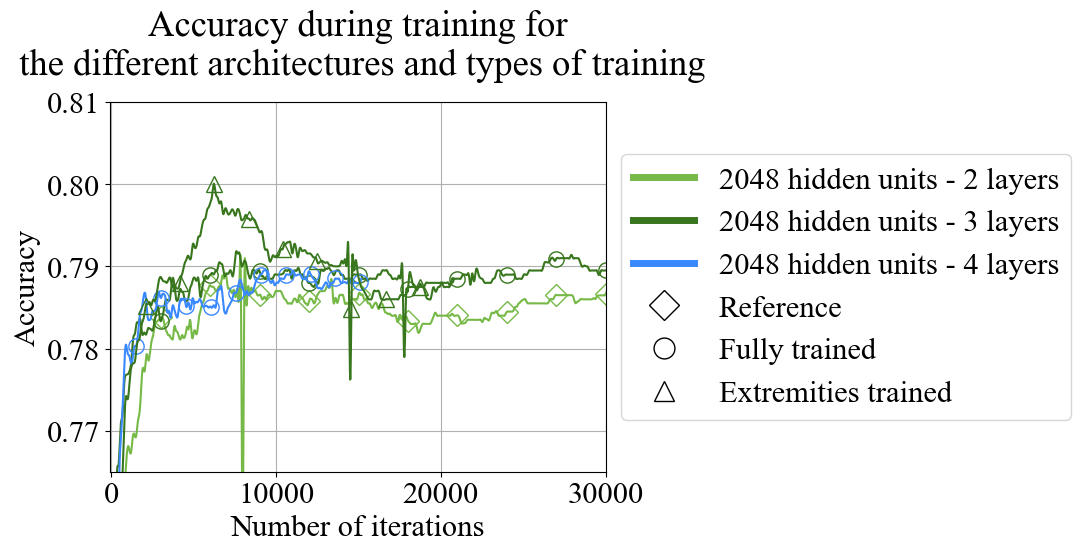 Accuracy during training for
the different architectures and types of training
0.81
0.80
0.79
0.78
0.77
Accuracy
0
10000
20000
30000
Number of iterations
2048 hidden units - 2 layers
2048 hidden units - 3 layers
2048 hidden units - 4 layers
Reference
Fully trained
Extremities trained